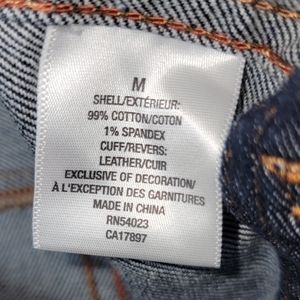 M
SHELL/EXTÉRIEUR:
99% COTTON/COTON
1% SPANDEX
CUFF/REVERS:
LEATHER/CUIR
EXCLUSIVE OF DECORATION/
À L'EXCEPTION DES GARNITURES
MADE IN CHINA
RN54023
CA17897